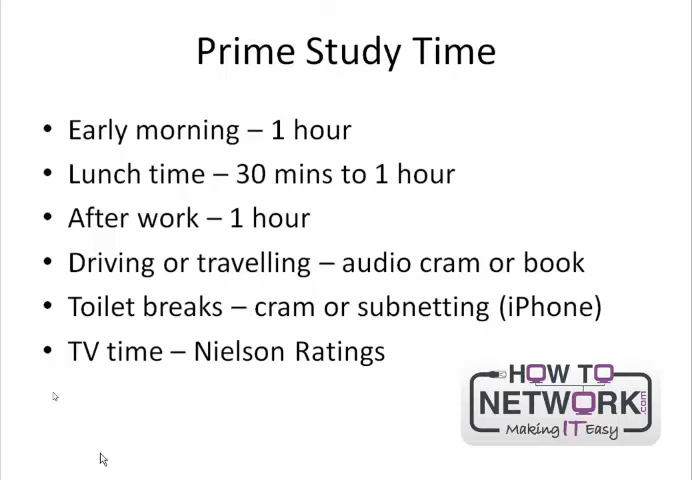 Prime Study Time
• Early morning – 1 hour
• Lunch time – 30 mins to 1 hour
• After work – 1 hour
• Driving or travelling – audio cram or book
• Toilet breaks – cram or subnetting (iPhone)
• TV time – Nielson Ratings
HOW TO
NETWORK.com
Making IT Easy